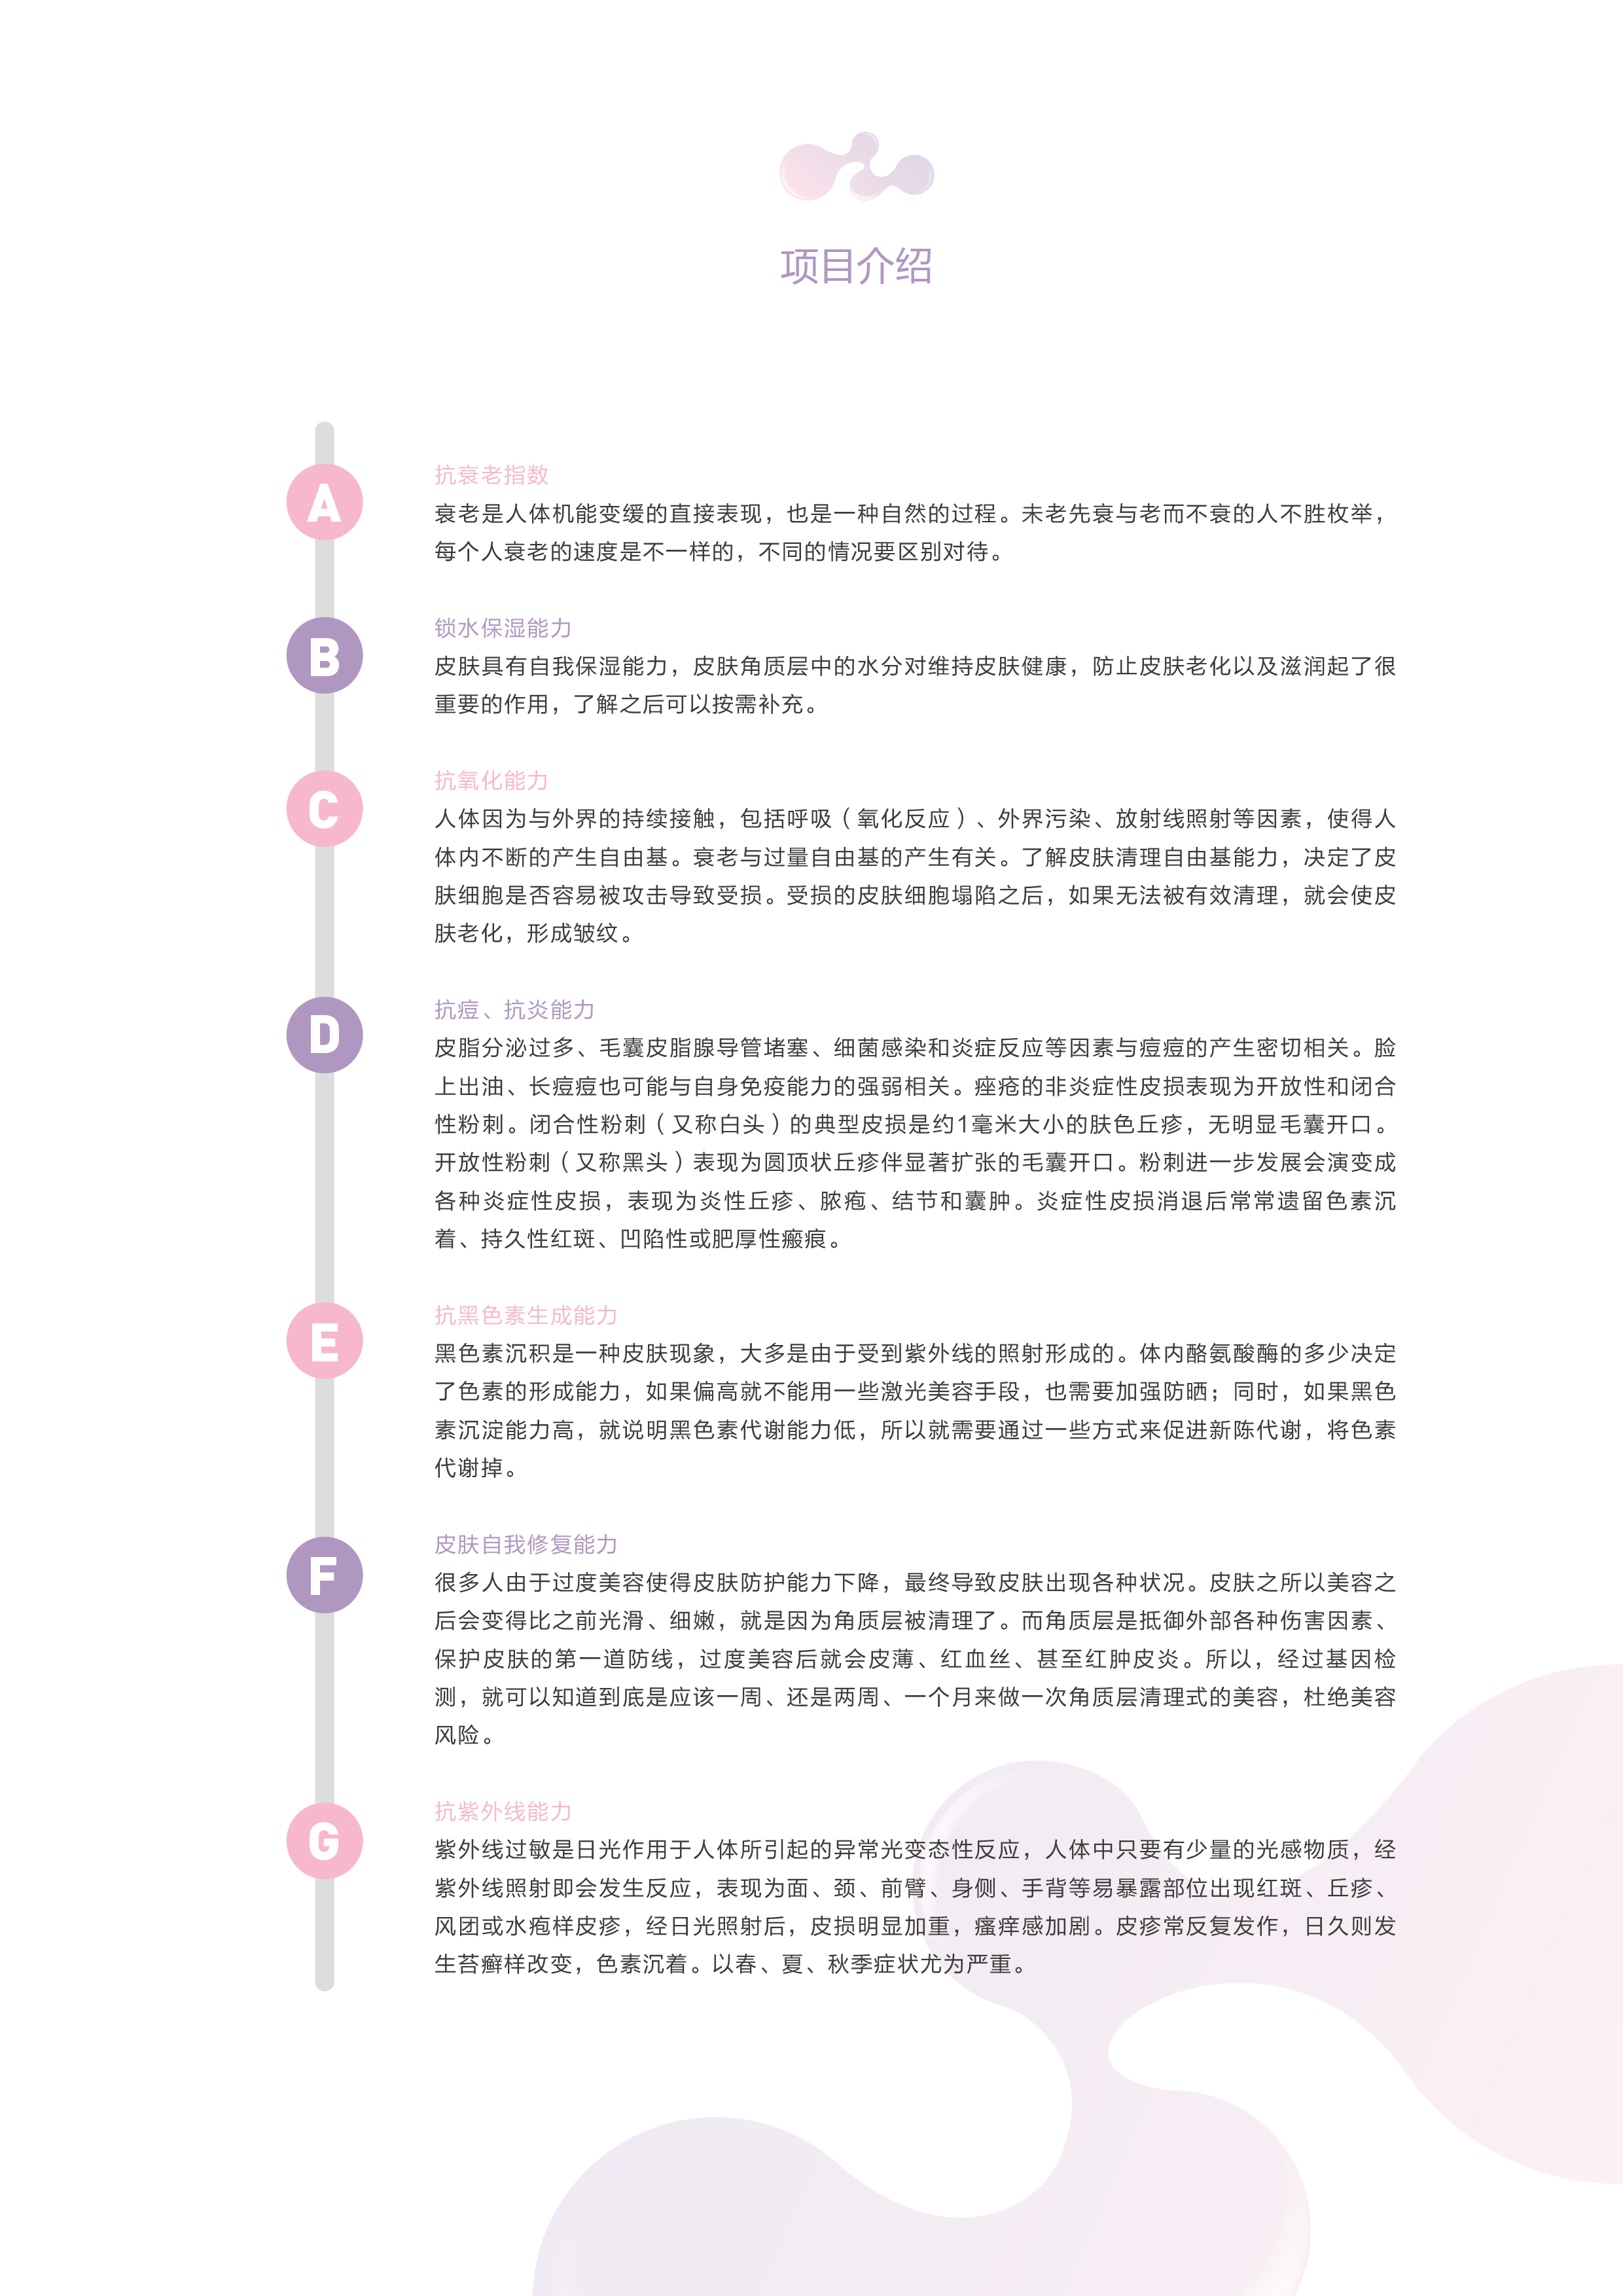 项目介绍
A
抗衰老指数
衰老是人体机能变缓的直接表现，也是一种自然的过程。未老先衰与老而不衰的人不胜枚举，
每个人衰老的速度是不一样的，不同的情况要区别对待。
B
锁水保湿能力
皮肤具有自我保湿能力，皮肤角质层中的水分对维持皮肤健康，防止皮肤老化以及滋润起了很
重要的作用，了解之后可以按需补充。
C
抗氧化能力
人体因为与外界的持续接触，包括呼吸（氧化反应）、外界污染、放射线照射等因素，使得人
体内不断的产生自由基。衰老与过量自由基的产生有关。了解皮肤清理自由基能力，决定了皮
肤细胞是否容易被攻击导致受损。受损的皮肤细胞塌陷之后，如果无法被有效清理，就会使皮
肤老化，形成皱纹。
D
抗痘、抗炎能力
皮脂分泌过多、毛囊皮脂腺导管堵塞、细菌感染和炎症反应等因素与痘痘的产生密切相关。脸
上出油、长痘痘也可能与自身免疫能力的强弱相关。痤疮的非炎症性皮损表现为开放性和闭合
性粉刺。闭合性粉刺（又称白头）的典型皮损是约1毫米大小的肤色丘疹，无明显毛囊开口。
开放性粉刺（又称黑头）表现为圆顶状丘疹伴显著扩张的毛囊开口。粉刺进一步发展会演变成
各种炎症性皮损，表现为炎性丘疹、脓疱、结节和囊肿。炎症性皮损消退后常常遗留色素沉
着、持久性红斑、凹陷性或肥厚性瘢痕。
E
抗黑色素生成能力
黑色素沉积是一种皮肤现象，大多是由于受到紫外线的照射形成的。体内酪氨酸酶的多少决定
了色素的形成能力，如果偏高就不能用一些激光美容手段，也需要加强防晒；同时，如果黑色
素沉淀能力高，就说明黑色素代谢能力低，所以就需要通过一些方式来促进新陈代谢，将色素
代谢掉。
F
皮肤自我修复能力
很多人由于过度美容使得皮肤防护能力下降，最终导致皮肤出现各种状况。皮肤之所以美容之
后会变得比之前光滑、细嫩，就是因为角质层被清理了。而角质层是抵御外部各种伤害因素、
保护皮肤的第一道防线，过度美容后就会皮薄、红血丝、甚至红肿皮炎。所以，经过基因检
测，就可以知道到底是应该一周、还是两周、一个月来做一次角质层清理式的美容，杜绝美容
风险。
G
抗紫外线能力
紫外线过敏是日光作用于人体所引起的异常光变态性反应，人体中只要有少量的光感物质，经
紫外线照射即会发生反应，表现为面、颈、前臂、身侧、手背等易暴露部位出现红斑、丘疹、
风团或水疱样皮疹，经日光照射后，皮损明显加重，瘙痒感加剧。皮疹常反复发作，日久则发
生苔癣样改变，色素沉着。以春、夏、秋季症状尤为严重。